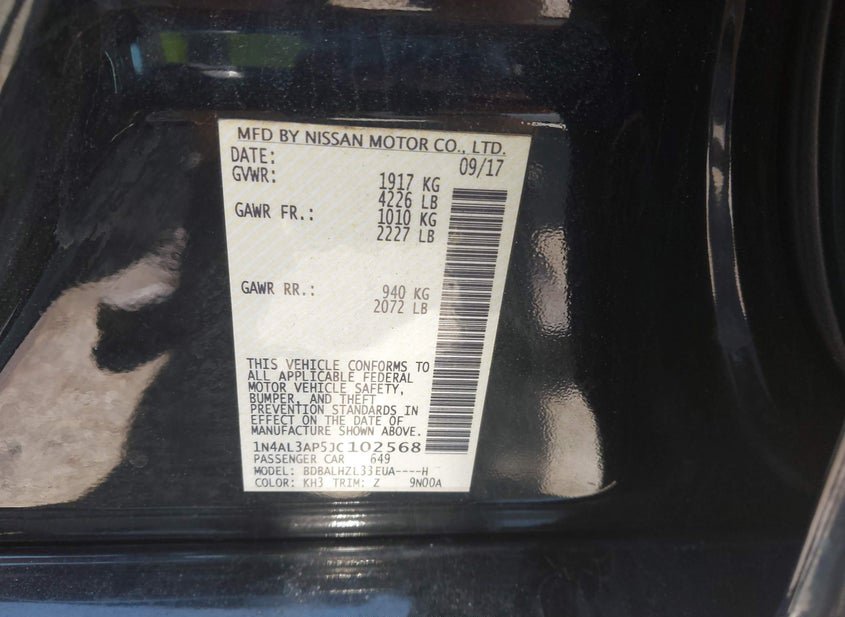 MFD BY NISSAN MOTOR CO., LTD.
DATE: 09/17
GVWR: 1917 KG
4226 LB
GAWR FR.: 1010 KG
2227 LB
GAWR RR.: 940 KG
2072 LB
THIS VEHICLE CONFORMS TO
ALL APPLICABLE FEDERAL
MOTOR VEHICLE SAFETY,
BUMPER, AND THEFT
PREVENTION STANDARDS IN
EFFECT ON THE DATE OF
MANUFACTURE SHOWN ABOVE.
1N4AL3AP5JC102568
PASSENGER CAR 649
MODEL: BDBALHZL33EUA----H
COLOR: KH3 TRIM: Z 9N00A